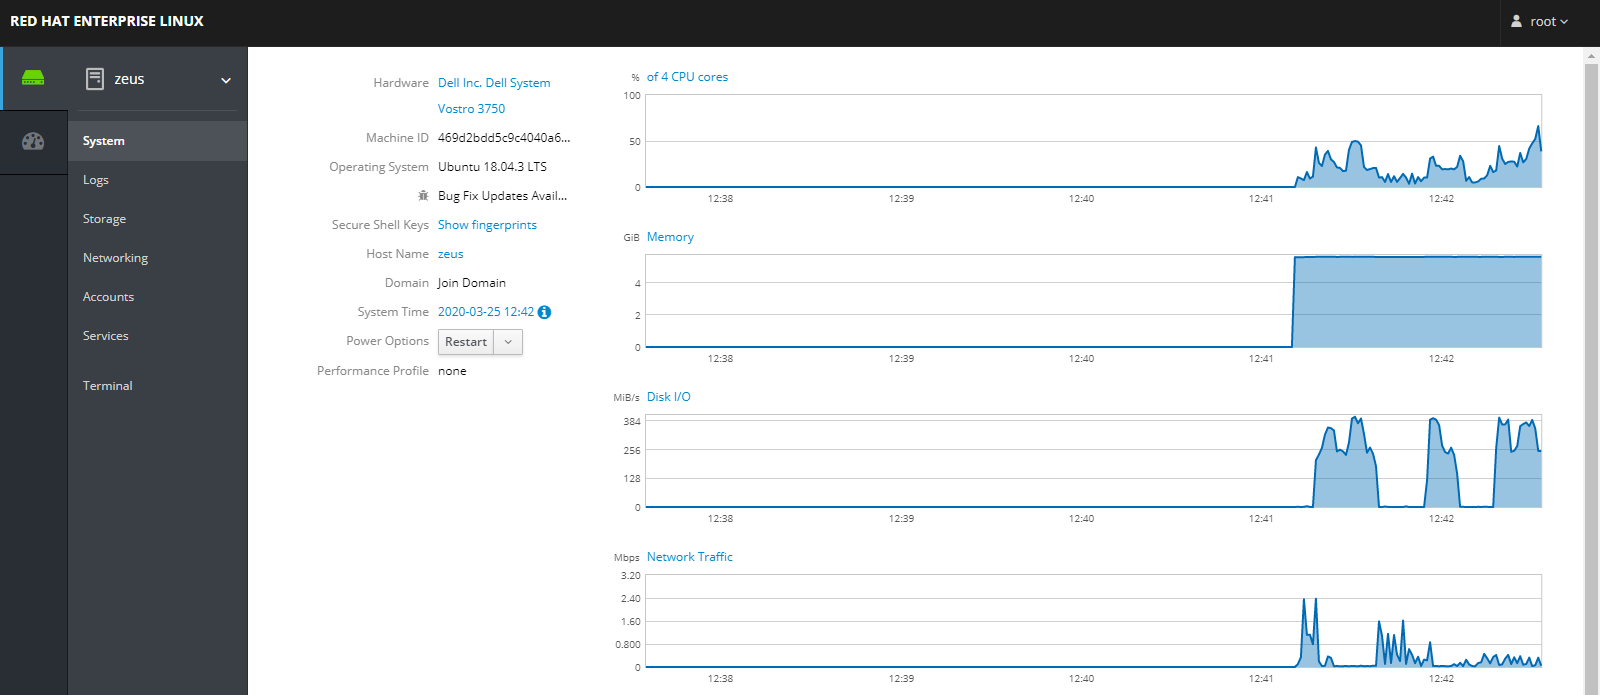 RED HAT ENTERPRISE LINUX
root
zeus
System
Logs
Storage
Networking
Accounts
Services
Terminal
Hardware Dell Inc. Dell System
Vostro 3750
Machine ID 469d2bdd5c9c4040a6...
Operating System Ubuntu 18.04.3 LTS
Bug Fix Updates Avail...
Secure Shell Keys Show fingerprints
Host Name zeus
Domain Join Domain
System Time 2020-03-25 12:42
Power Options Restart
Performance Profile none
% of 4 CPU cores
100
50
0
12:38 12:39 12:40 12:41 12:42
GiB Memory
4
2
0
12:38 12:39 12:40 12:41 12:42
MiB/s Disk I/O
384
256
128
0
12:38 12:39 12:40 12:41 12:42
Mbps Network Traffic
3.20
2.40
1.60
0.800
0
12:38 12:39 12:40 12:41 12:42